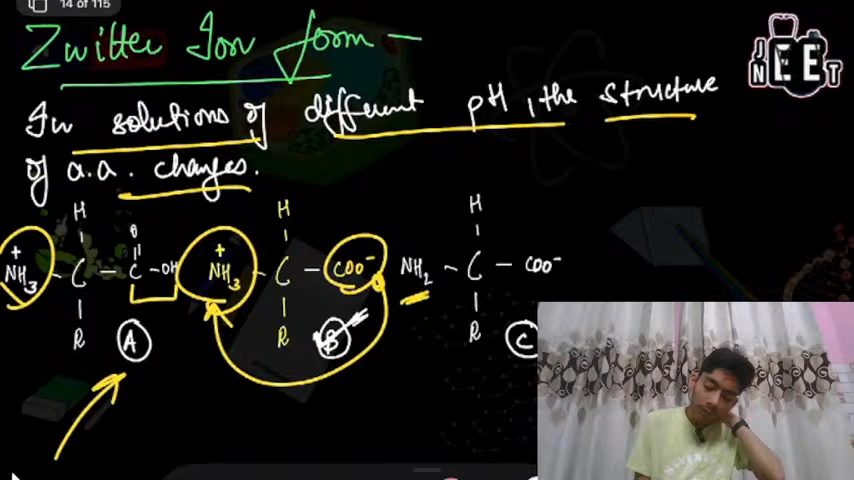 14 of 115
Zwitter Ion form -
JNEET
In solutions of different pH, the structure
of a.a. changes.
H H H
O
+NH3 - C - C - OH +NH3 - C - COO- NH2 - C - COO-
R R R
A B C